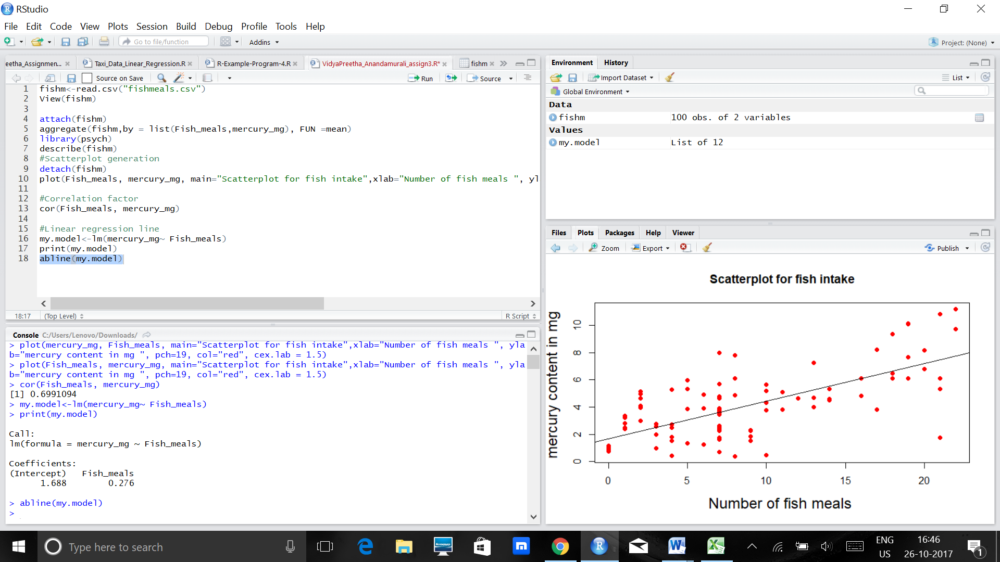 RStudio
File Edit Code View Plots Session Build Debug Profile Tools Help
Go to file/function Addins Project: (None)
eetha_Assignmen... Taxi_Data_Linear_Regression.R R-Example-Program-4.R VidyaPreetha_Anandamurali_assign3.R* fishm
Source on Save Run Source
1 fishm<-read.csv("fishmeals.csv")
2 View(fishm)
3
4 attach(fishm)
5 aggregate(fishm,by = list(Fish_meals,mercury_mg), FUN =mean)
6 library(psych)
7 describe(fishm)
8 #Scatterplot generation
9 detach(fishm)
10 plot(Fish_meals, mercury_mg, main="Scatterplot for fish intake",xlab="Number of fish meals ", yl
11
12 #Correlation factor
13 cor(Fish_meals, mercury_mg)
14
15 #Linear regression line
16 my.model<-lm(mercury_mg~ Fish_meals)
17 print(my.model)
18 abline(my.model)
18:17 (Top Level) R Script
Console C:/Users/Lenovo/Downloads/
> plot(mercury_mg, Fish_meals, main="Scatterplot for fish intake",xlab="Number of fish meals ", yla
b="mercury content in mg ", pch=19, col="red", cex.lab = 1.5)
> plot(Fish_meals, mercury_mg, main="Scatterplot for fish intake",xlab="Number of fish meals ", yla
b="mercury content in mg ", pch=19, col="red", cex.lab = 1.5)
> cor(Fish_meals, mercury_mg)
[1] 0.6991094
> my.model<-lm(mercury_mg~ Fish_meals)
> print(my.model)
Call:
lm(formula = mercury_mg ~ Fish_meals)
Coefficients:
(Intercept) Fish_meals
1.688 0.276
> abline(my.model)
>
Environment History
Import Dataset List
Global Environment
Data
fishm 100 obs. of 2 variables
Values
my.model List of 12
Files Plots Packages Help Viewer
Zoom Export Publish
Scatterplot for fish intake
mercury content in mg
10
8
6
4
2
0
0 5 10 15 20
Number of fish meals
Type here to search
lenovo
ENG
US
16:46
26-10-2017
1